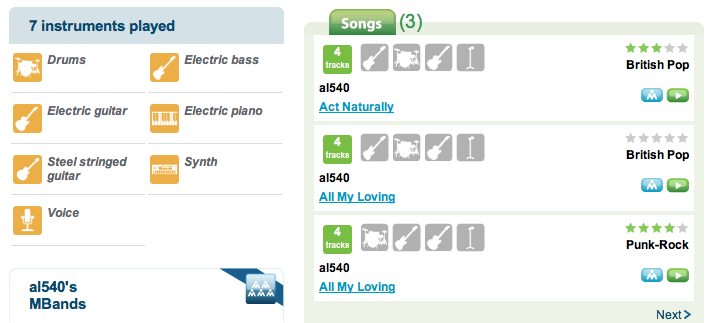 7 instruments played
Drums
Electric bass
Electric guitar
Electric piano
Steel stringed
guitar
Synth
Voice
al540's
MBands
Songs (3)
4
tracks
British Pop
al540
Act Naturally
4
tracks
British Pop
al540
All My Loving
4
tracks
Punk-Rock
al540
All My Loving
Next